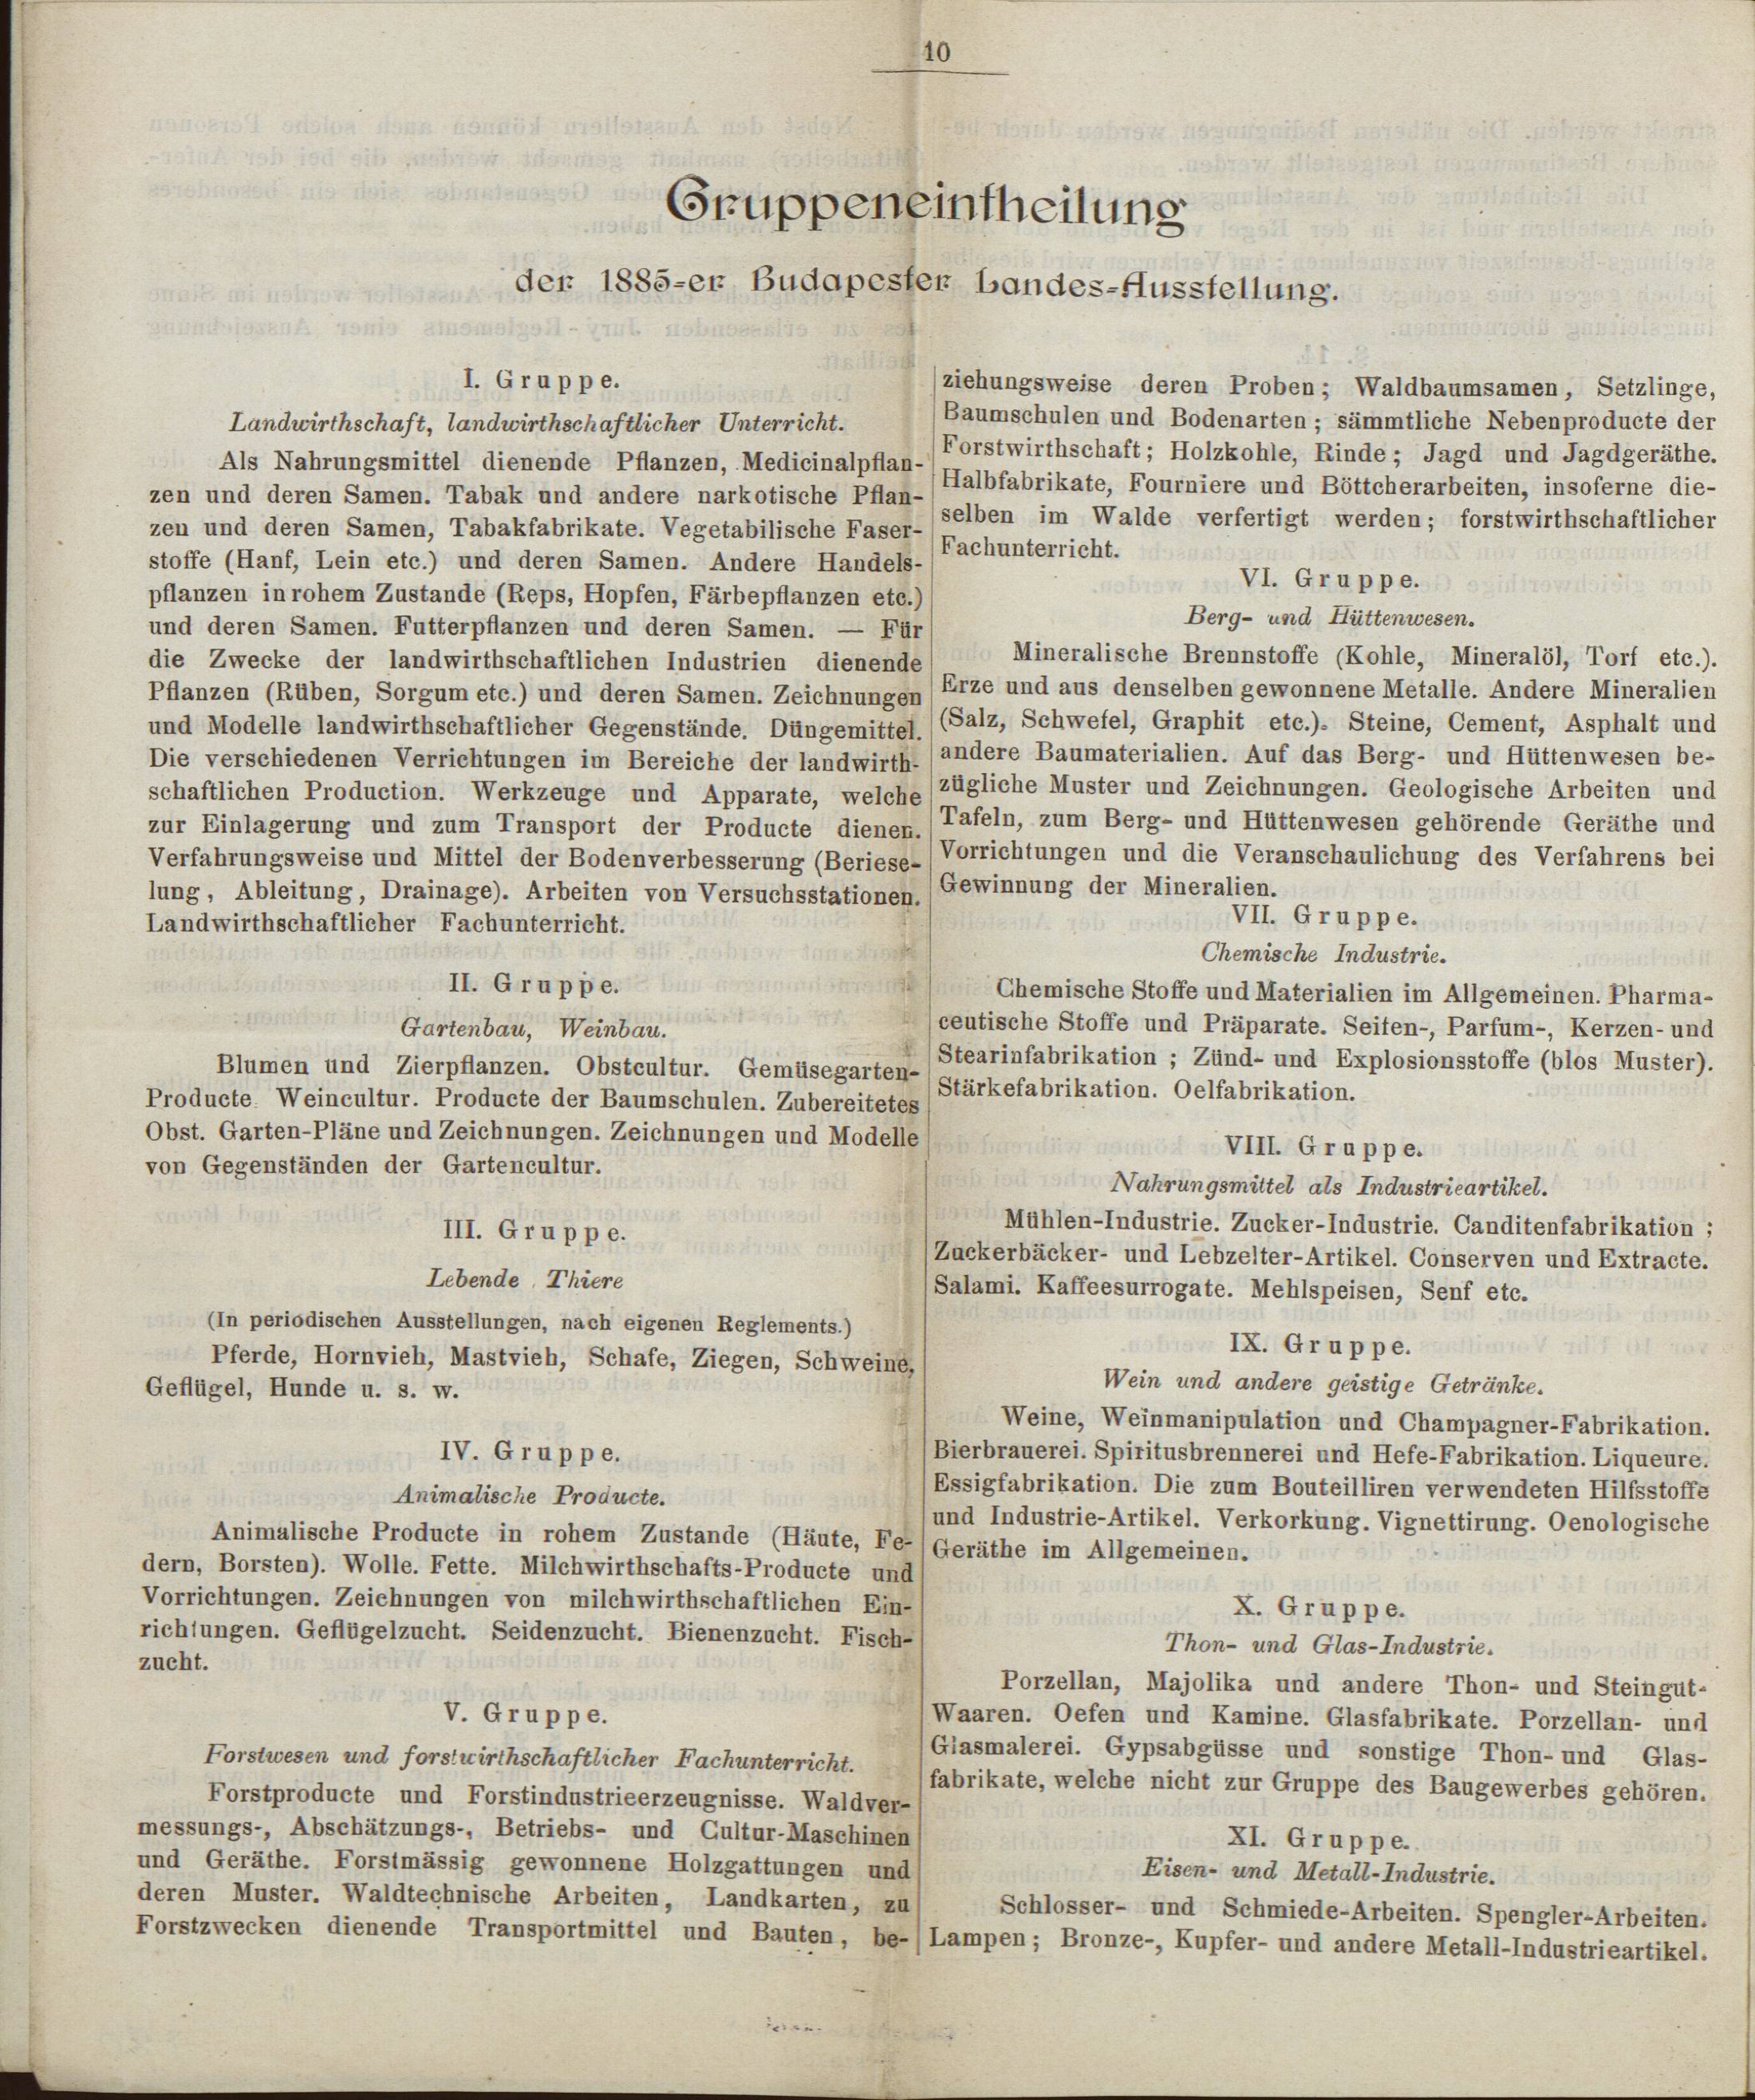 10
Gruppeneintheilung
der 1885-er Budapester Landes-Ausstellung.
I. Gruppe.
Landwirthschaft, landwirthschaftlicher Unterricht.
Als Nahrungsmittel dienende Pflanzen, Medicinalpflan-
zen und deren Samen. Tabak und andere narkotische Pflan-
zen und deren Samen, Tabakfabrikate. Vegetabilische Faser-
stoffe (Hanf, Lein etc.) und deren Samen. Andere Handels-
pflanzen in rohem Zustande (Reps, Hopfen, Färbepflanzen etc.)
und deren Samen. Futterpflanzen und deren Samen. — Für
die Zwecke der landwirthschaftlichen Industrien dienende
Pflanzen (Rüben, Sorgum etc.) und deren Samen. Zeichnungen
und Modelle landwirthschaftlicher Gegenstände. Düngemittel.
Die verschiedenen Verrichtungen im Bereiche der landwirth-
schaftlichen Production. Werkzeuge und Apparate, welche
zur Einlagerung und zum Transport der Producte dienen.
Verfahrungsweise und Mittel der Bodenverbesserung (Beriese-
lung, Ableitung, Drainage). Arbeiten von Versuchsstationen.
Landwirthschaftlicher Fachunterricht.
II. Gruppe.
Gartenbau, Weinbau.
Blumen und Zierpflanzen. Obstcultur. Gemüsegarten-
Producte. Weincultur. Producte der Baumschulen. Zubereitetes
Obst. Garten-Pläne und Zeichnungen. Zeichnungen und Modelle
von Gegenständen der Gartencultur.
III. Gruppe.
Lebende Thiere
(In periodischen Ausstellungen, nach eigenen Reglements.)
Pferde, Hornvieh, Mastvieh, Schafe, Ziegen, Schweine,
Geflügel, Hunde u. s. w.
IV. Gruppe.
Animalische Producte.
Animalische Producte in rohem Zustande (Häute, Fe-
dern, Borsten). Wolle. Fette. Milchwirthschafts-Producte und
Vorrichtungen. Zeichnungen von milchwirthschaftlichen Ein-
richtungen. Geflügelzucht. Seidenzucht. Bienenzucht. Fisch-
zucht.
V. Gruppe.
Forstwesen und forstwirthschaftlicher Fachunterricht.
Forstproducte und Forstindustrieerzeugnisse. Waldver-
messungs-, Abschätzungs-, Betriebs- und Cultur-Maschinen
und Geräthe. Forstmässig gewonnene Holzgattungen und
deren Muster. Waldtechnische Arbeiten, Landkarten, zu
Forstzwecken dienende Transportmittel und Bauten, be-
ziehungsweise deren Proben; Waldbaumsamen, Setzlinge,
Baumschulen und Bodenarten; sämmtliche Nebenproducte der
Forstwirthschaft; Holzkohle, Rinde; Jagd und Jagdgeräthe.
Halbfabrikate, Fourniere und Böttcherarbeiten, insoferne die-
selben im Walde verfertigt werden; forstwirthschaftlicher
Fachunterricht.
VI. Gruppe.
Berg- und Hüttenwesen.
Mineralische Brennstoffe (Kohle, Mineralöl, Torf etc.).
Erze und aus denselben gewonnene Metalle. Andere Mineralien
(Salz, Schwefel, Graphit etc.). Steine, Cement, Asphalt und
andere Baumaterialien. Auf das Berg- und Hüttenwesen be-
zügliche Muster und Zeichnungen. Geologische Arbeiten und
Tafeln, zum Berg- und Hüttenwesen gehörende Geräthe und
Vorrichtungen und die Veranschaulichung des Verfahrens bei
Gewinnung der Mineralien.
VII. Gruppe.
Chemische Industrie.
Chemische Stoffe und Materialien im Allgemeinen. Pharma-
ceutische Stoffe und Präparate. Seifen-, Parfum-, Kerzen- und
Stearinfabrikation; Zünd- und Explosionsstoffe (blos Muster).
Stärkefabrikation. Oelfabrikation.
VIII. Gruppe.
Nahrungsmittel als Industrieartikel.
Mühlen-Industrie. Zucker-Industrie. Canditenfabrikation;
Zuckerbäcker- und Lebzelter-Artikel. Conserven und Extracte.
Salami. Kaffeesurrogate. Mehlspeisen, Senf etc.
IX. Gruppe.
Wein und andere geistige Getränke.
Weine, Weinmanipulation und Champagner-Fabrikation.
Bierbrauerei. Spiritusbrennerei und Hefe-Fabrikation. Liqueure.
Essigfabrikation. Die zum Bouteilliren verwendeten Hilfsstoffe
und Industrie-Artikel. Verkorkung. Vignettirung. Oenologische
Geräthe im Allgemeinen.
X. Gruppe.
Thon- und Glas-Industrie.
Porzellan, Majolika und andere Thon- und Steingut-
Waaren. Oefen und Kamine. Glasfabrikate. Porzellan- und
Glasmalerei. Gypsabgüsse und sonstige Thon- und Glas-
fabrikate, welche nicht zur Gruppe des Baugewerbes gehören.
XI. Gruppe.
Eisen- und Metall-Industrie.
Schlosser- und Schmiede-Arbeiten. Spengler-Arbeiten.
Lampen; Bronze-, Kupfer- und andere Metall-Industrieartikel.